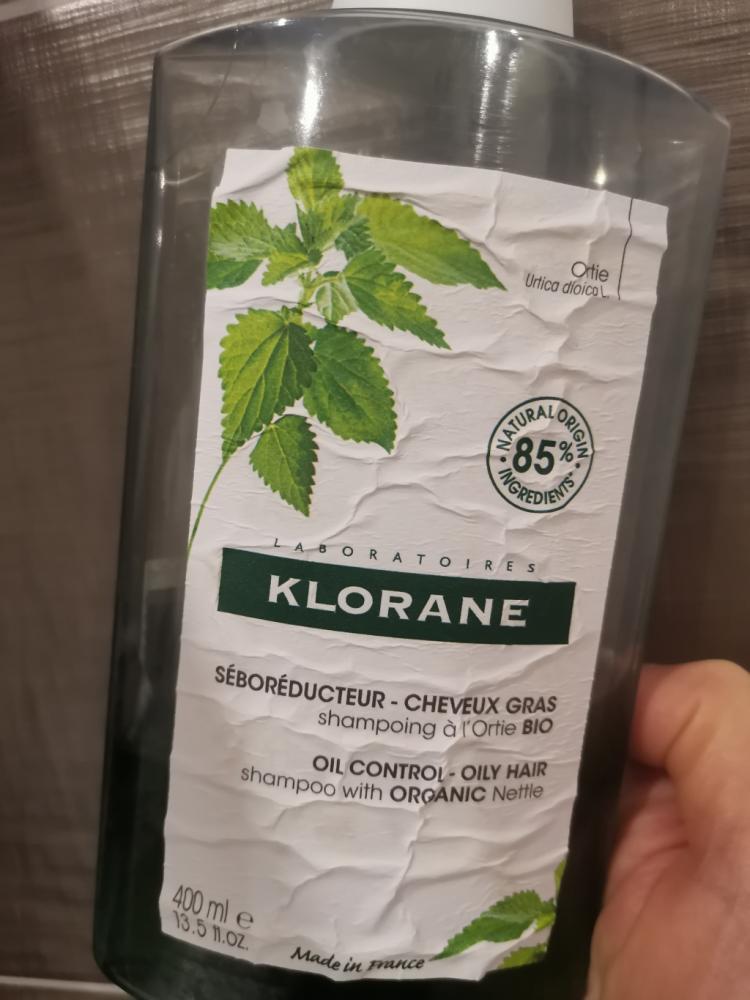 Ortie
Urtica dioica L.
NATURAL ORIGIN
85%
INGREDIENTS*
LABORATOIRES
KLORANE
SÉBORÉDUCTEUR - CHEVEUX GRAS
shampoing à l'Ortie BIO
OIL CONTROL - OILY HAIR
shampoo with ORGANIC Nettle
400 ml e
13.5 fl.oz.
Made in France